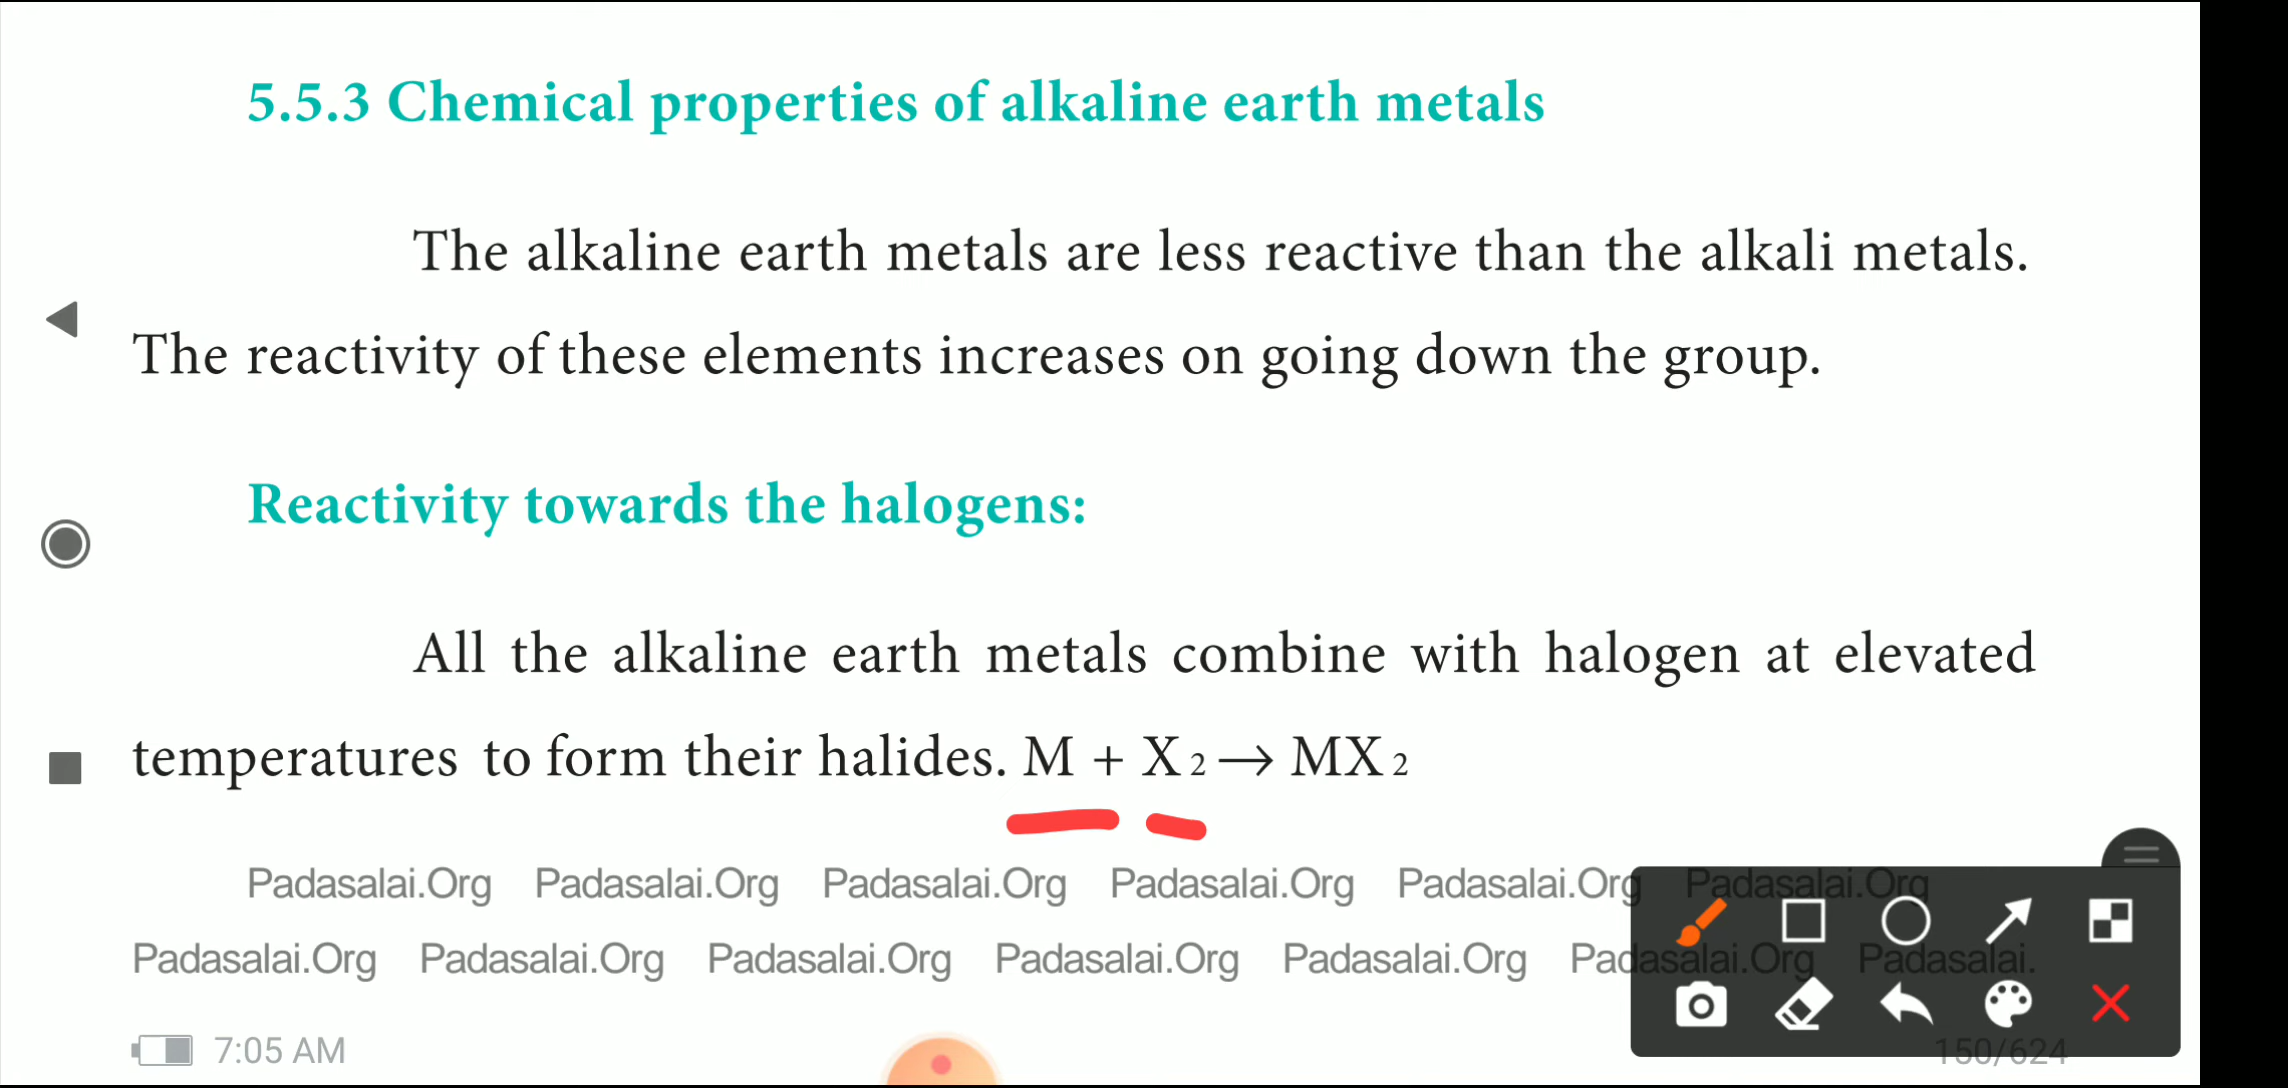 5.5.3 Chemical properties of alkaline earth metals
The alkaline earth metals are less reactive than the alkali metals.
The reactivity of these elements increases on going down the group.
Reactivity towards the halogens:
All the alkaline earth metals combine with halogen at elevated
temperatures to form their halides. M + X₂ → MX₂
Padasalai.Org Padasalai.Org Padasalai.Org Padasalai.Org Padasalai.Org Padasalai.Org
Padasalai.Org Padasalai.Org Padasalai.Org Padasalai.Org Padasalai.Org Padasalai.Org Padasalai.
7:05 AM
150/624